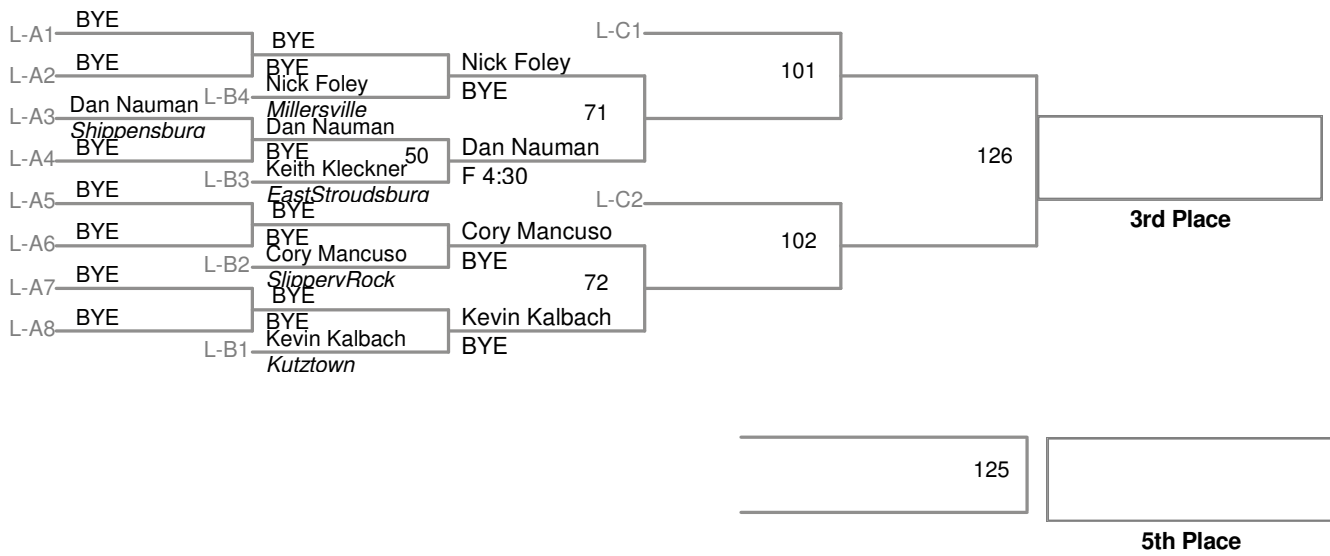 L-A1 BYE
BYE
L-A2 BYE
BYE
L-B4 Nick Foley
Millersville
Nick Foley
BYE
L-A3 Dan Nauman
Shippensburg
Dan Nauman
L-A4 BYE
BYE
50
L-B3 Keith Kleckner
EastStroudsburg
Dan Nauman
F 4:30
71
L-A5 BYE
BYE
L-A6 BYE
BYE
L-B2 Cory Mancuso
SlipperyRock
Cory Mancuso
BYE
L-A7 BYE
BYE
L-A8 BYE
BYE
L-B1 Kevin Kalbach
Kutztown
Kevin Kalbach
BYE
72
L-C1
101
L-C2
102
126
3rd Place
125
5th Place